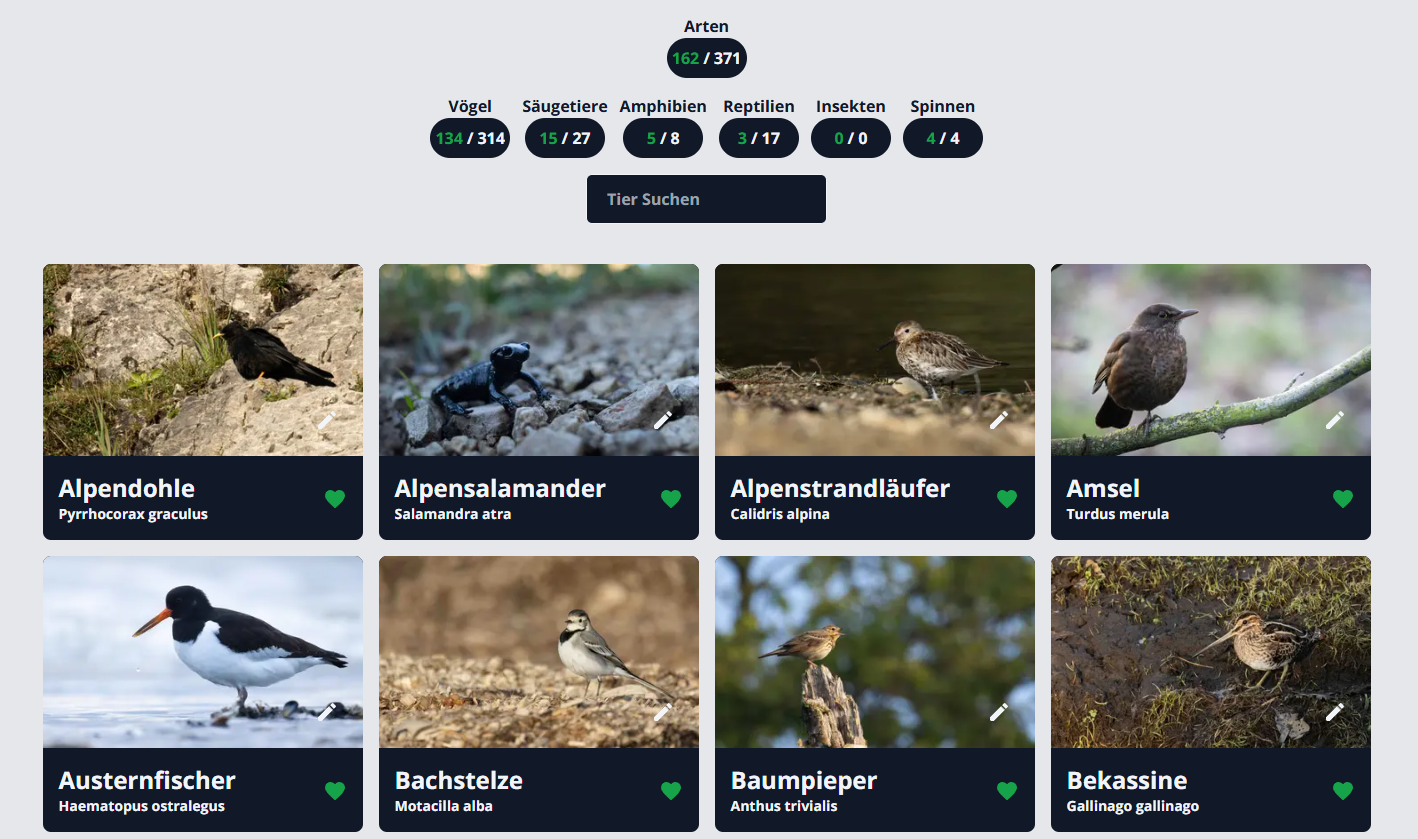 Arten
162 / 371
Vögel Säugetiere Amphibien Reptilien Insekten Spinnen
134 / 314 15 / 27 5 / 8 3 / 17 0 / 0 4 / 4
Tier Suchen
Alpendohle
Pyrrhocorax graculus
Alpensalamander
Salamandra atra
Alpenstrandläufer
Calidris alpina
Amsel
Turdus merula
Austernfischer
Haematopus ostralegus
Bachstelze
Motacilla alba
Baumpieper
Anthus trivialis
Bekassine
Gallinago gallinago